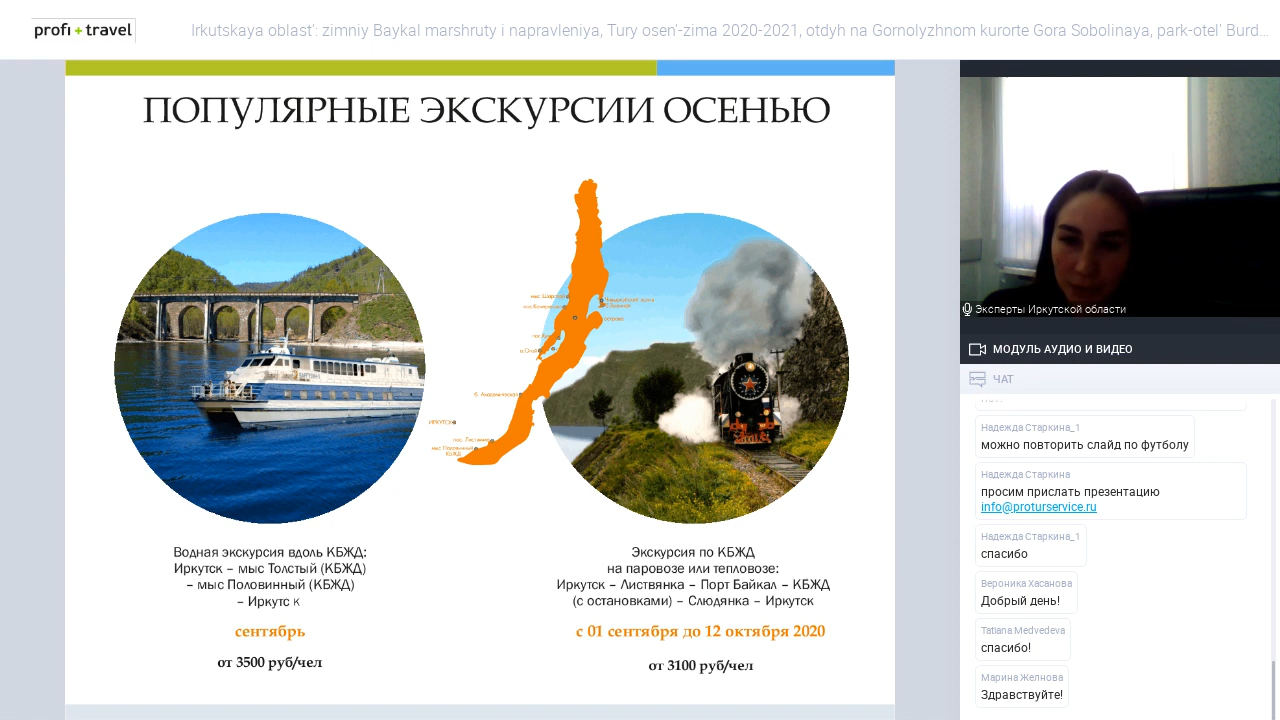 profi + travel
Irkutskaya oblast': zimniy Baykal marshruty i napravleniya, Tury osen'-zima 2020-2021, otdyh na Gornolyzhnom kurorte Gora Sobolinaya, park-otel' Burd...
ПОПУЛЯРНЫЕ ЭКСКУРСИИ ОСЕНЬЮ
ИРКУТСК
КБЖД
Водная экскурсия вдоль КБЖД:
Иркутск – мыс Толстый (КБЖД)
– мыс Половинный (КБЖД)
– Иркутс к
сентябрь
от 3500 руб/чел
Экскурсия по КБЖД
на паровозе или тепловозе:
Иркутск – Листвянка – Порт Байкал – КБЖД
(с остановками) – Слюдянка – Иркутск
с 01 сентября до 12 октября 2020
от 3100 руб/чел
Эксперты Иркутской области
МОДУЛЬ АУДИО И ВИДЕО
ЧАТ
Надежда Старкина_1
можно повторить слайд по футболу
Надежда Старкина
просим прислать презентацию
info@proturservice.ru
Надежда Старкина_1
спасибо
Вероника Хасанова
Добрый день!
Tatiana Medvedeva
спасибо!
Марина Желнова
Здравствуйте!